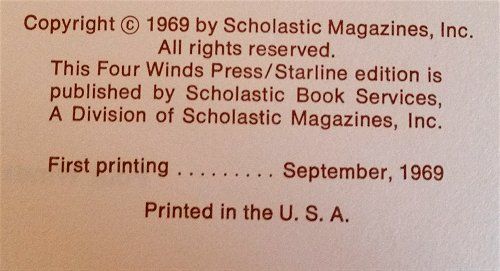 Copyright © 1969 by Scholastic Magazines, Inc.
All rights reserved.
This Four Winds Press/Starline edition is
published by Scholastic Book Services,
A Division of Scholastic Magazines, Inc.
First printing ......... September, 1969
Printed in the U. S. A.